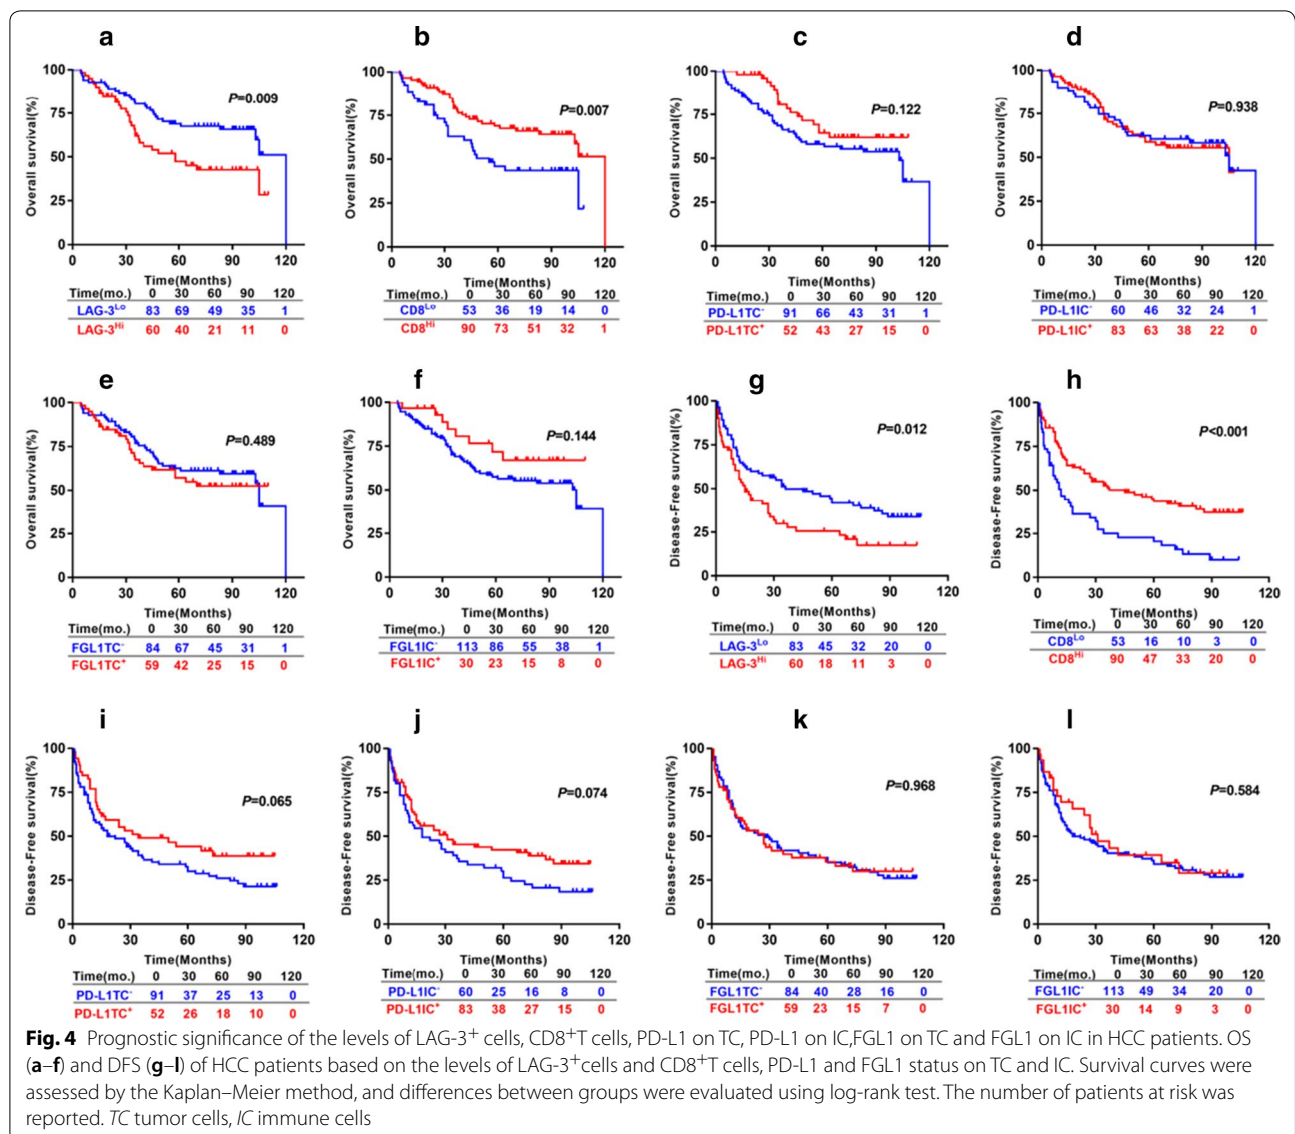 a b c d
100
75
50
25
0
Overall survival(%)
P=0.009
0 30 60 90 120
Time(Months)
Time(mo.) 0 30 60 90 120
LAG-3Lo 83 69 49 35 1
LAG-3Hi 60 40 21 11 0
100
75
50
25
0
Overall survival(%)
P=0.007
0 30 60 90 120
Time(Months)
Time(mo.) 0 30 60 90 120
CD8Lo 53 36 19 14 0
CD8Hi 90 73 51 32 1
100
75
50
25
0
Overall survival(%)
P=0.122
0 30 60 90 120
Time(Months)
Time(mo.) 0 30 60 90 120
PD-L1TC- 91 66 43 31 1
PD-L1TC+ 52 43 27 15 0
100
75
50
25
0
Overall survival(%)
P=0.938
0 30 60 90 120
Time(Months)
Time(mo.) 0 30 60 90 120
PD-L1IC- 60 46 32 24 1
PD-L1IC+ 83 63 38 22 0
e f g h
100
75
50
25
0
Overall survival(%)
P=0.489
0 30 60 90 120
Time(Months)
Time(mo.) 0 30 60 90 120
FGL1TC- 84 67 45 31 1
FGL1TC+ 59 42 25 15 0
100
75
50
25
0
Overall survival(%)
P=0.144
0 30 60 90 120
Time(Months)
Time(mo.) 0 30 60 90 120
FGL1IC- 113 86 55 38 1
FGL1IC+ 30 23 15 8 0
100
75
50
25
0
Disease-Free survival(%)
P=0.012
0 30 60 90 120
Time(Months)
Time(mo.) 0 30 60 90 120
LAG-3Lo 83 45 32 20 0
LAG-3Hi 60 18 11 3 0
100
75
50
25
0
Disease-Free survival(%)
P<0.001
0 30 60 90 120
Time(Months)
Time(mo.) 0 30 60 90 120
CD8Lo 53 16 10 3 0
CD8Hi 90 47 33 20 0
i j k l
100
75
50
25
0
Disease-Free survival(%)
P=0.065
0 30 60 90 120
Time(Months)
Time(mo.) 0 30 60 90 120
PD-L1TC- 91 37 25 13 0
PD-L1TC+ 52 26 18 10 0
100
75
50
25
0
Disease-Free survival(%)
P=0.074
0 30 60 90 120
Time(Months)
Time(mo.) 0 30 60 90 120
PD-L1IC- 60 25 16 8 0
PD-L1IC+ 83 38 27 15 0
100
75
50
25
0
Disease-Free survival(%)
P=0.968
0 30 60 90 120
Time(Months)
Time(mo.) 0 30 60 90 120
FGL1TC- 84 40 28 16 0
FGL1TC+ 59 23 15 7 0
100
75
50
25
0
Disease-Free survival(%)
P=0.584
0 30 60 90 120
Time(Months)
Time(mo.) 0 30 60 90 120
FGL1IC- 113 49 34 20 0
FGL1IC+ 30 14 9 3 0
Fig. 4 Prognostic significance of the levels of LAG-3+ cells, CD8+T cells, PD-L1 on TC, PD-L1 on IC,FGL1 on TC and FGL1 on IC in HCC patients. OS
(a–f) and DFS (g–l) of HCC patients based on the levels of LAG-3+cells and CD8+T cells, PD-L1 and FGL1 status on TC and IC. Survival curves were
assessed by the Kaplan–Meier method, and differences between groups were evaluated using log-rank test. The number of patients at risk was
reported. TC tumor cells, IC immune cells